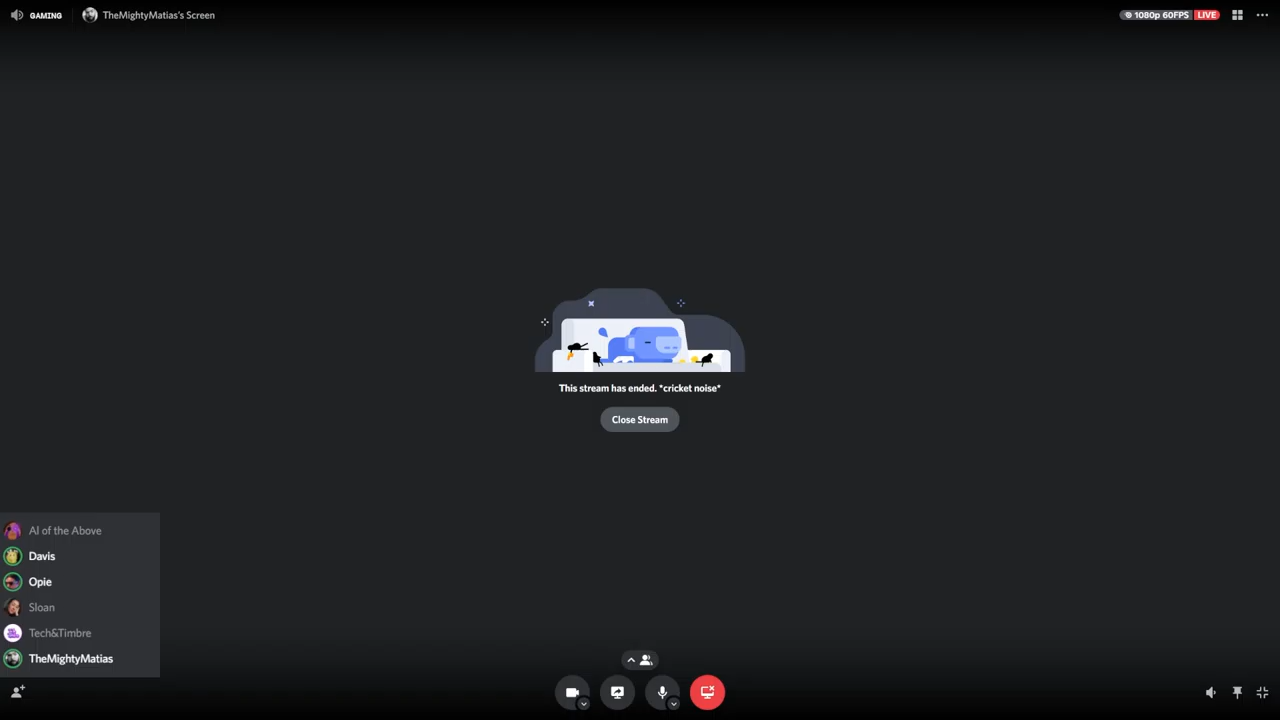 GAMING
TheMightyMatias's Screen
1080p 60FPS LIVE
This stream has ended. *cricket noise*
Close Stream
Al of the Above
Davis
Opie
Sloan
Tech&Timbre
TheMightyMatias